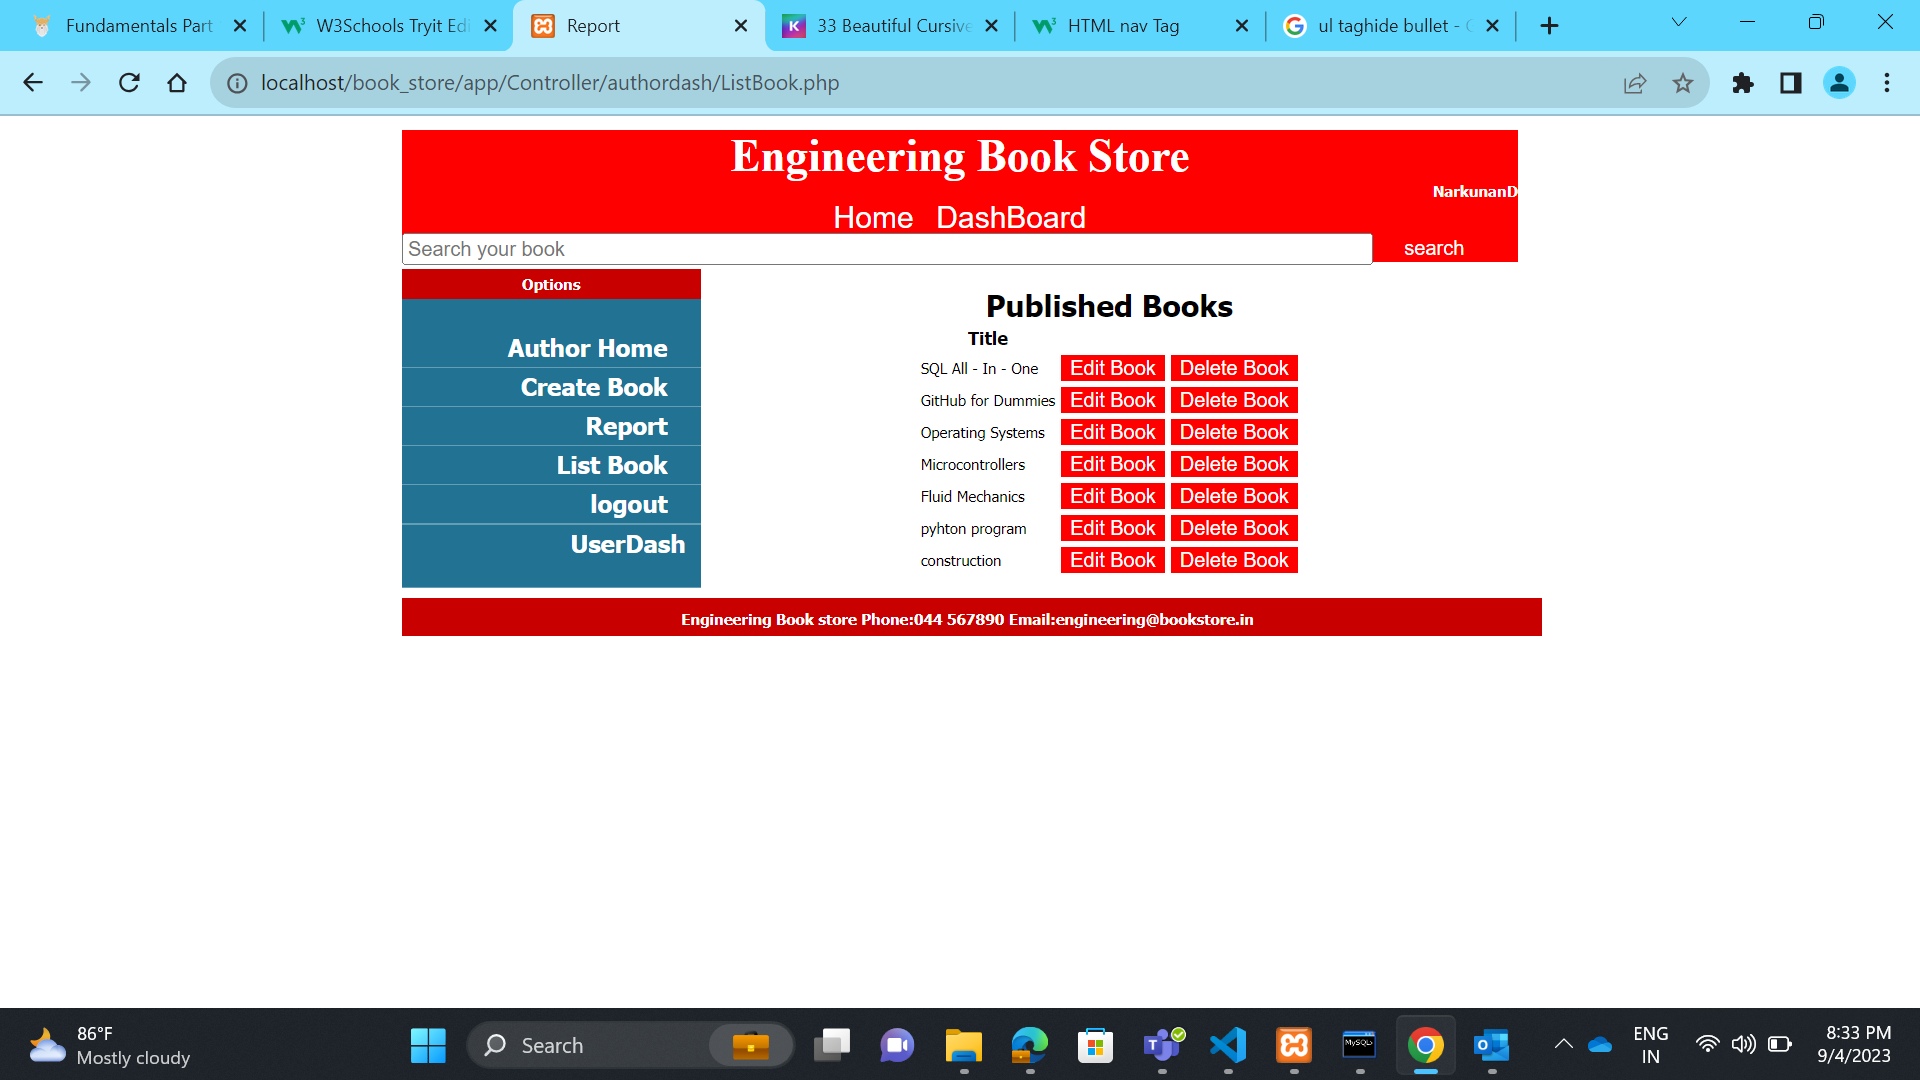 Fundamentals Part
W3Schools Tryit Edi
Report
33 Beautiful Cursive
HTML nav Tag
ul taghide bullet - G
localhost/book_store/app/Controller/authordash/ListBook.php
Engineering Book Store
NarkunanD
Home DashBoard
Search your book search
Options
Author Home
Create Book
Report
List Book
logout
UserDash
Published Books
Title
SQL All - In - One Edit Book Delete Book
GitHub for Dummies Edit Book Delete Book
Operating Systems Edit Book Delete Book
Microcontrollers Edit Book Delete Book
Fluid Mechanics Edit Book Delete Book
pyhton program Edit Book Delete Book
construction Edit Book Delete Book
Engineering Book store Phone:044 567890 Email:engineering@bookstore.in
86°F
Mostly cloudy
Search
MySQL>
ENG
IN
8:33 PM
9/4/2023